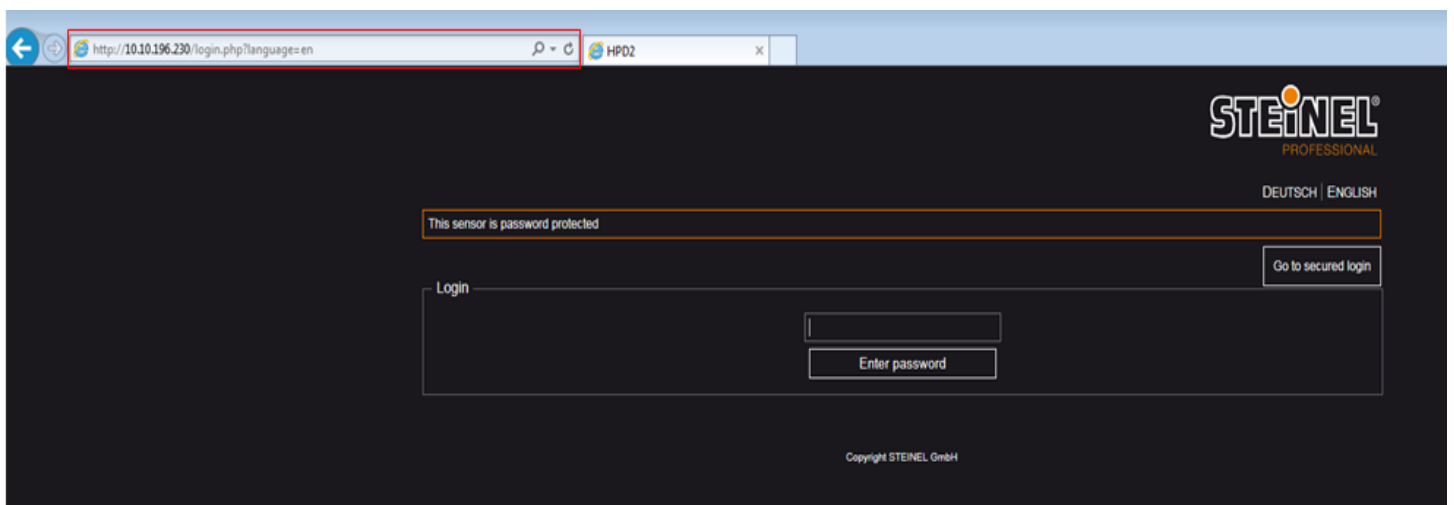 http://10.10.196.230/login.php?language=en
HPD2
STEINEL®
PROFESSIONAL
DEUTSCH | ENGLISH
This sensor is password protected
Go to secured login
Login
Enter password
Copyright STEINEL GmbH